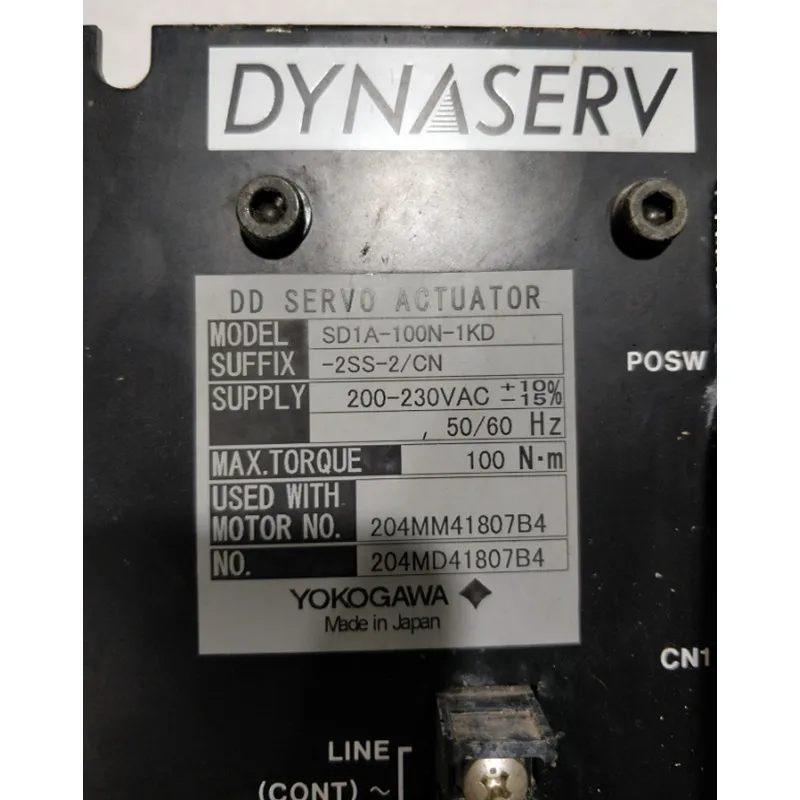 DYNASERV
DD SERVO ACTUATOR
MODEL SD1A-100N-1KD
SUFFIX -2SS-2/CN
SUPPLY 200-230VAC +10% -15%
, 50/60 Hz
MAX.TORQUE 100 N·m
USED WITH
MOTOR NO. 204MM41807B4
NO. 204MD41807B4
YOKOGAWA
Made in Japan
POSW
CN1
LINE
(CONT) ~